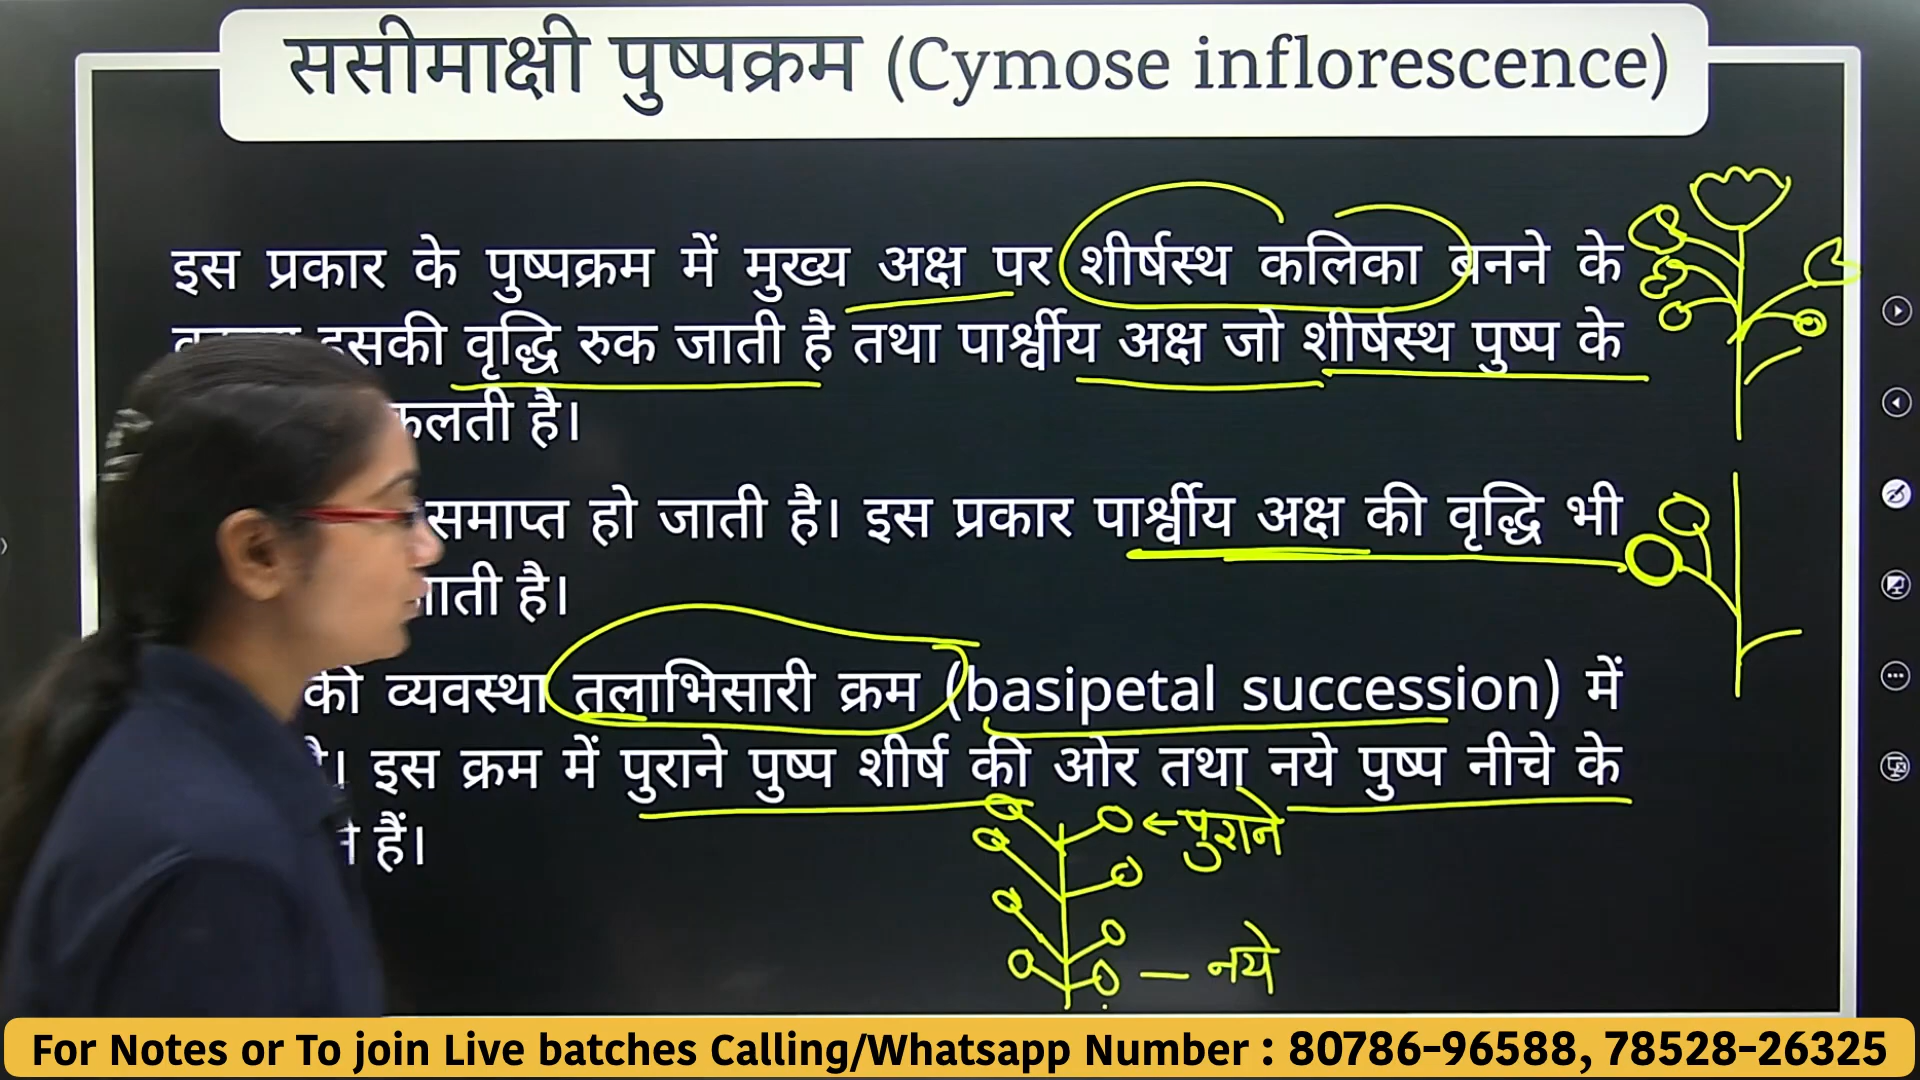 ससीमाक्षी पुष्पक्रम (Cymose inflorescence)
इस प्रकार के पुष्पक्रम में मुख्य अक्ष पर शीर्षस्थ कलिका बनने के
इसकी वृद्धि रुक जाती है तथा पार्श्वीय अक्ष जो शीर्षस्थ पुष्प के
है।
समाप्त हो जाती है। इस प्रकार पार्श्वीय अक्ष की वृद्धि भी
है।
की व्यवस्था तलाभिसारी क्रम (basipetal succession) में
इस क्रम में पुराने पुष्प शीर्ष की ओर तथा नये पुष्प नीचे के
हैं।
←पुराने
— नये
For Notes or To join Live batches Calling/Whatsapp Number : 80786-96588, 78528-26325